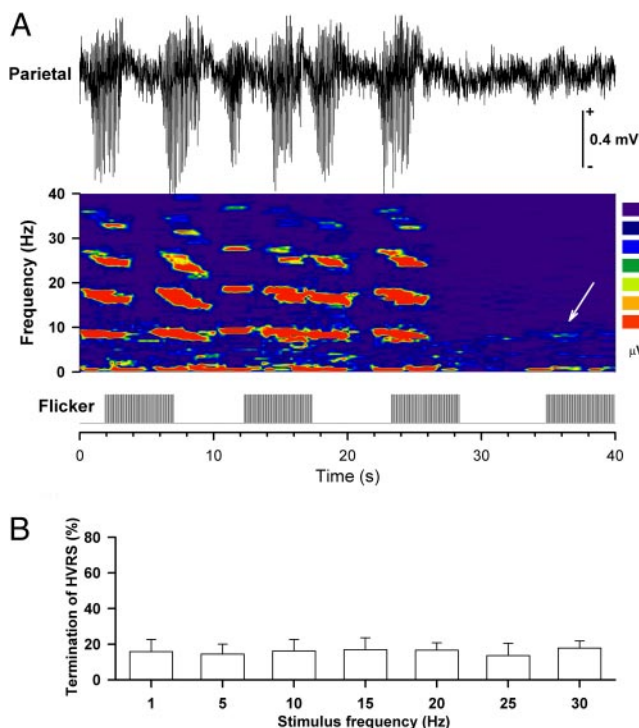 A
Parietal
+
0.4 mV
-
40
30
20
10
0
Frequency (Hz)
Flicker
0 10 20 30 40
Time (s)
B
80
60
40
20
0
Termination of HVRS (%)
1 5 10 15 20 25 30
Stimulus frequency (Hz)